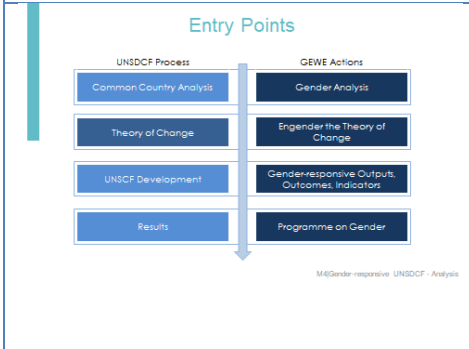 Entry Points
UNSDCF Process
GEWE Actions
Common Country Analysis
Gender Analysis
Theory of Change
Engender the Theory of
Change
UNSCF Development
Gender-responsive Outputs,
Outcomes, Indicators
Results
Programme on Gender
M4|Gender-responsive UNSDCF - Analysis